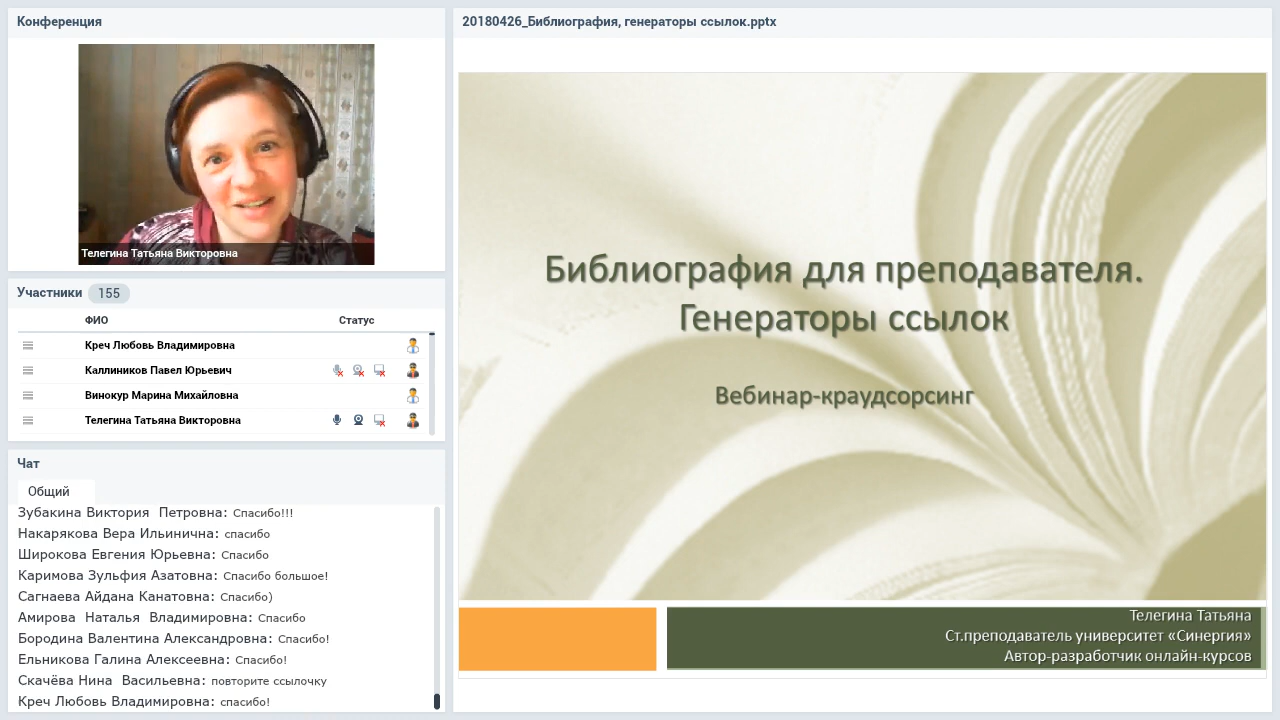 Конференция
Телегина Татьяна Викторовна
Участники 155
ФИО Статус
Креч Любовь Владимировна
Каллиников Павел Юрьевич
Винокур Марина Михайловна
Телегина Татьяна Викторовна
Чат
Общий
Зубакина Виктория  Петровна: Спасибо!!!
Накарякова Вера Ильинична: спасибо
Широкова Евгения Юрьевна: Спасибо
Каримова Зульфия Азатовна: Спасибо большое!
Сагнаева Айдана Канатовна: Спасибо)
Амирова  Наталья  Владимировна: Спасибо
Бородина Валентина Александровна: Спасибо!
Ельникова Галина Алексеевна: Спасибо!
Скачёва Нина  Васильевна: повторите ссылочку
Креч Любовь Владимировна: спасибо!
20180426_Библиография, генераторы ссылок.pptx
Библиография для преподавателя.
Генераторы ссылок
Вебинар-краудсорсинг
Телегина Татьяна
Ст.преподаватель университет «Синергия»
Автор-разработчик онлайн-курсов